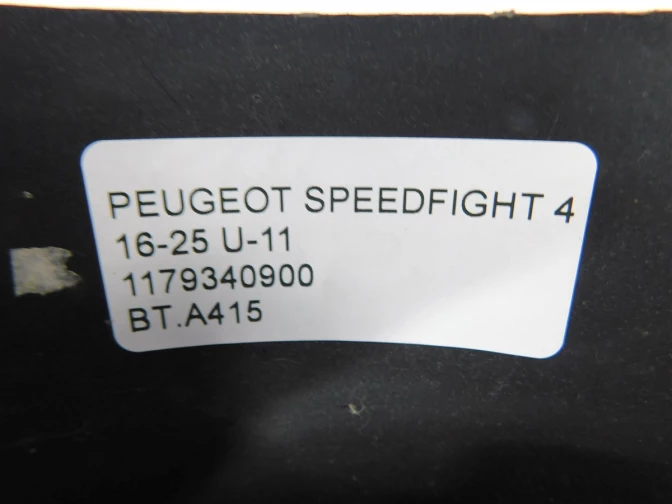 PEUGEOT SPEEDFIGHT 4
16-25 U-11
1179340900
BT.A415